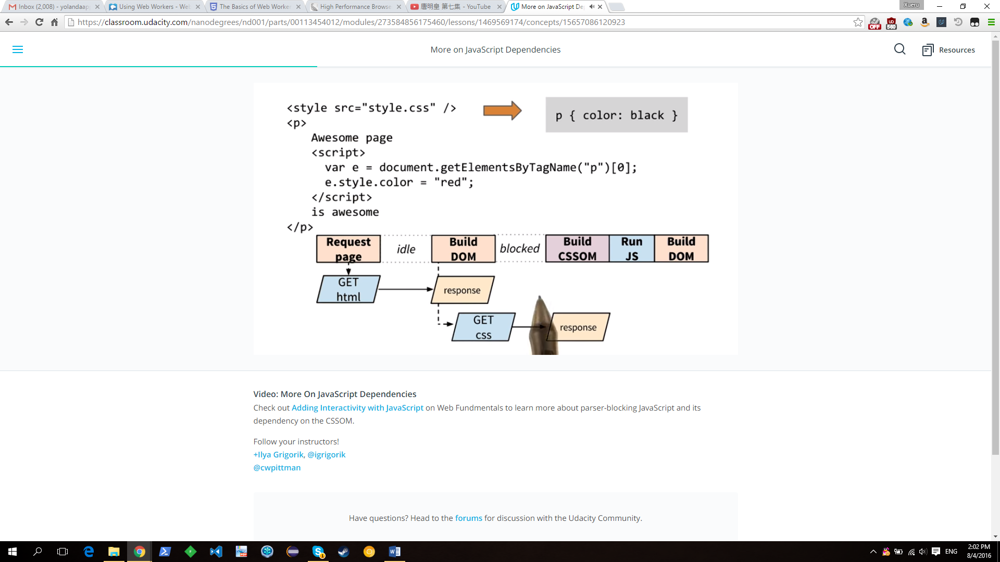 Inbox (2,008) - yolandaap
Using Web Workers - Web
The Basics of Web Worker
High Performance Browse
唐明皇 第七集 - YouTube
More on JavaScript De
Xueru
https://classroom.udacity.com/nanodegrees/nd001/parts/00113454012/modules/273584856175460/lessons/1469569174/concepts/15657086120923
OFF
560
More on JavaScript Dependencies
Resources
<style src="style.css" />
p { color: black }
<p>
Awesome page
<script>
var e = document.getElementsByTagName("p")[0];
e.style.color = "red";
</script>
is awesome
</p>
Request page
idle
Build DOM
blocked
Build CSSOM
Run JS
Build DOM
GET html
response
GET css
response
Video: More On JavaScript Dependencies
Check out Adding Interactivity with JavaScript on Web Fundmentals to learn more about parser-blocking JavaScript and its
dependency on the CSSOM.
Follow your instructors!
+Ilya Grigorik, @igrigorik
@cwpittman
Have questions? Head to the forums for discussion with the Udacity Community.
ENG
2:02 PM
8/4/2016